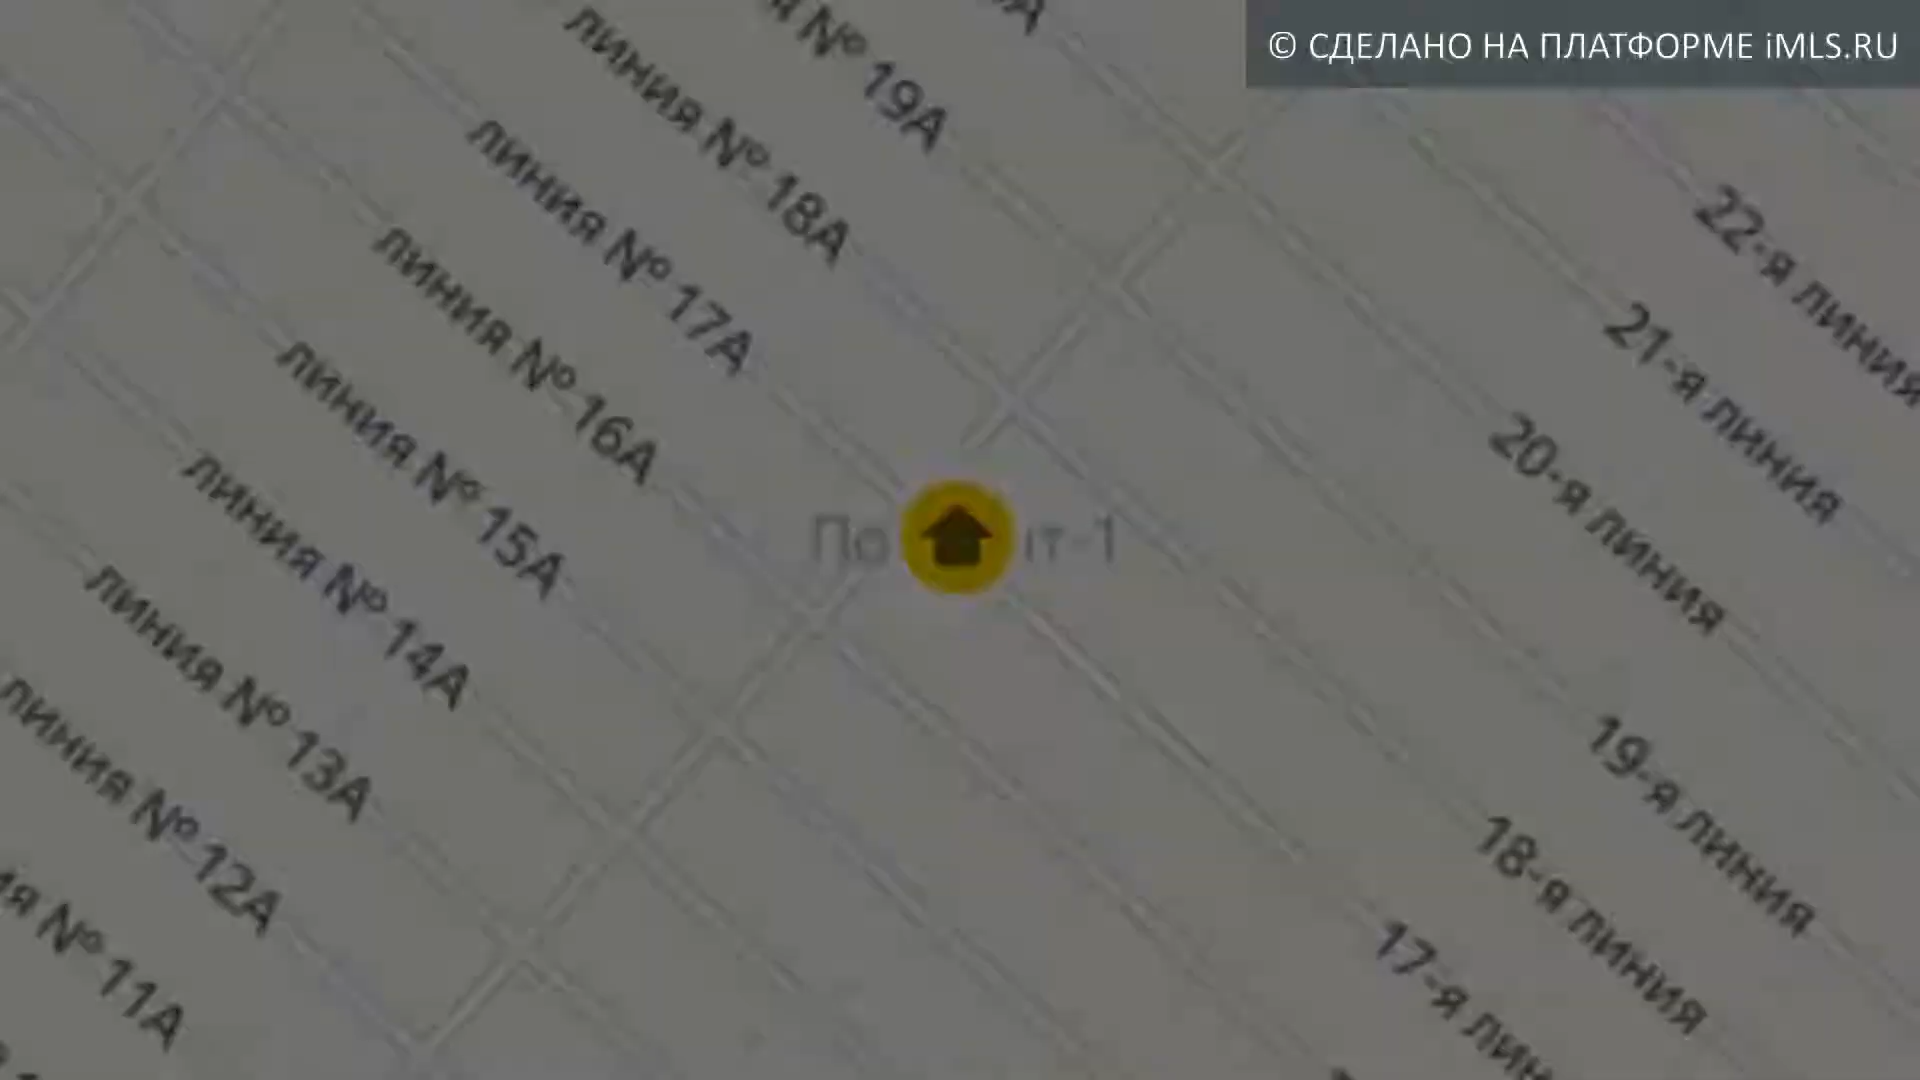 © СДЕЛАНО НА ПЛАТФОРМЕ iMLS.RU
№ 19А
линия № 18А
линия № 17А
линия № 16А
линия № 15А
линия № 14А
линия № 13А
линия № 12А
№ 11А
22-я линия
21-я линия
20-я линия
19-я линия
18-я линия
17-я